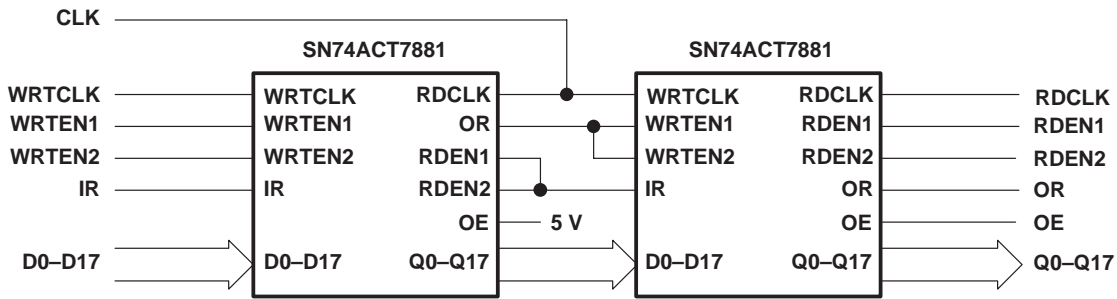 CLK
SN74ACT7881 SN74ACT7881
WRTCLK WRTCLK RDCLK WRTCLK RDCLK RDCLK
WRTEN1 WRTEN1 OR WRTEN1 RDEN1 RDEN1
WRTEN2 WRTEN2 RDEN1 WRTEN2 RDEN2 RDEN2
IR IR RDEN2 IR OR OR
OE 5 V OE OE
D0–D17 D0–D17 Q0–Q17 D0–D17 Q0–Q17 Q0–Q17